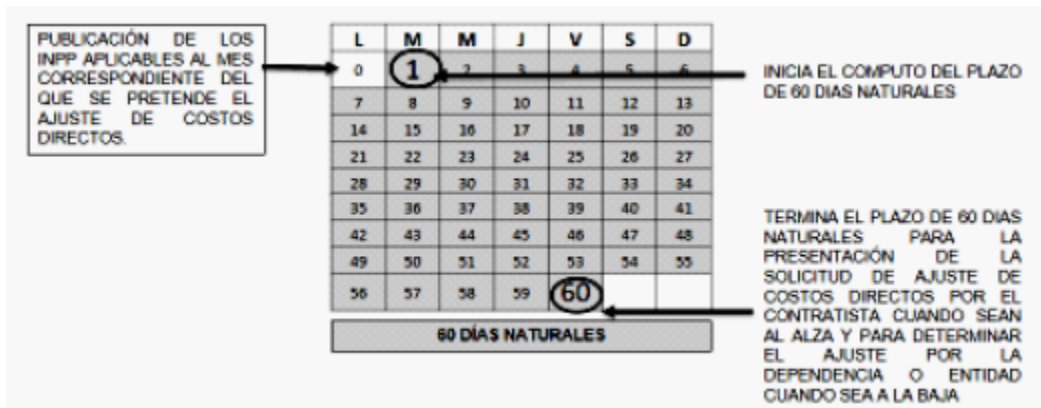 PUBLICACIÓN DE LOS
INPP APLICABLES AL MES
CORRESPONDIENTE DEL
QUE SE PRETENDE EL
AJUSTE DE COSTOS
DIRECTOS.
L M M J V S D
0 1 2 3 4 5 6
7 8 9 10 11 12 13
14 15 16 17 18 19 20
21 22 23 24 25 26 27
28 29 30 31 32 33 34
35 36 37 38 39 40 41
42 43 44 45 46 47 48
49 50 51 52 53 54 55
56 57 58 59 60
60 DÍAS NATURALES
INICIA EL COMPUTO DEL PLAZO
DE 60 DIAS NATURALES
TERMINA EL PLAZO DE 60 DIAS
NATURALES PARA LA
PRESENTACIÓN DE LA
SOLICITUD DE AJUSTE DE
COSTOS DIRECTOS POR EL
CONTRATISTA CUANDO SEAN
AL ALZA Y PARA DETERMINAR
EL AJUSTE POR LA
DEPENDENCIA O ENTIDAD
CUANDO SEA A LA BAJA